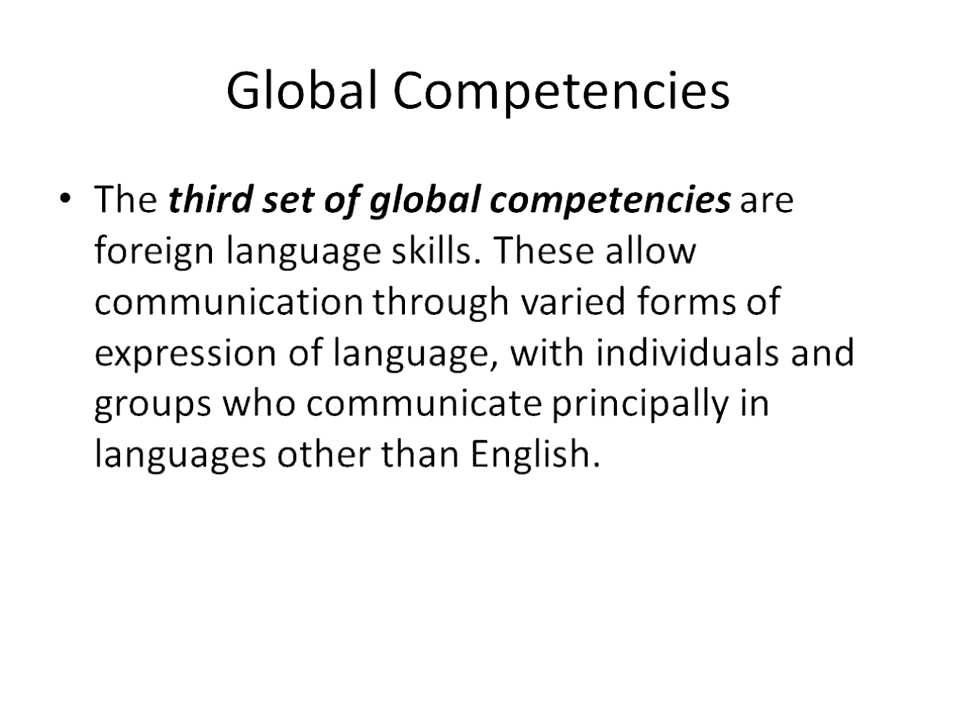 Global Competencies
• The third set of global competencies are
foreign language skills. These allow
communication through varied forms of
expression of language, with individuals and
groups who communicate principally in
languages other than English.